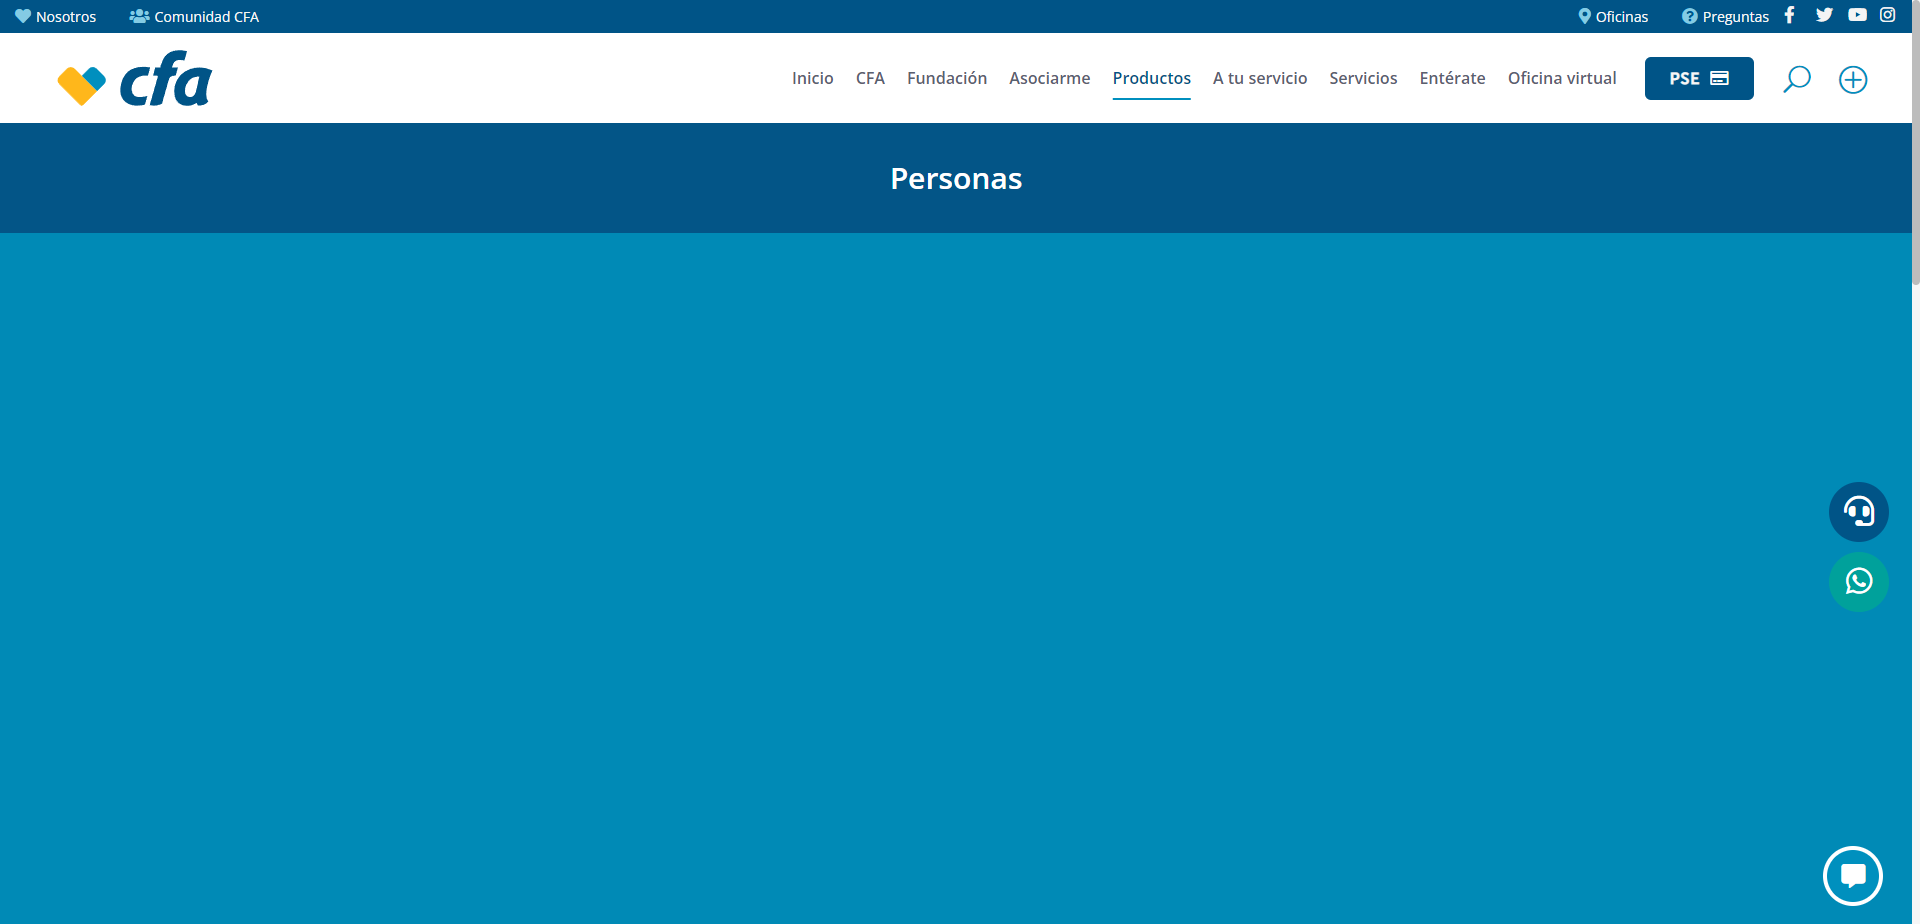 Nosotros
Comunidad CFA
Oficinas
Preguntas
cfa
Inicio
CFA
Fundación
Asociarme
Productos
A tu servicio
Servicios
Entérate
Oficina virtual
PSE
Personas